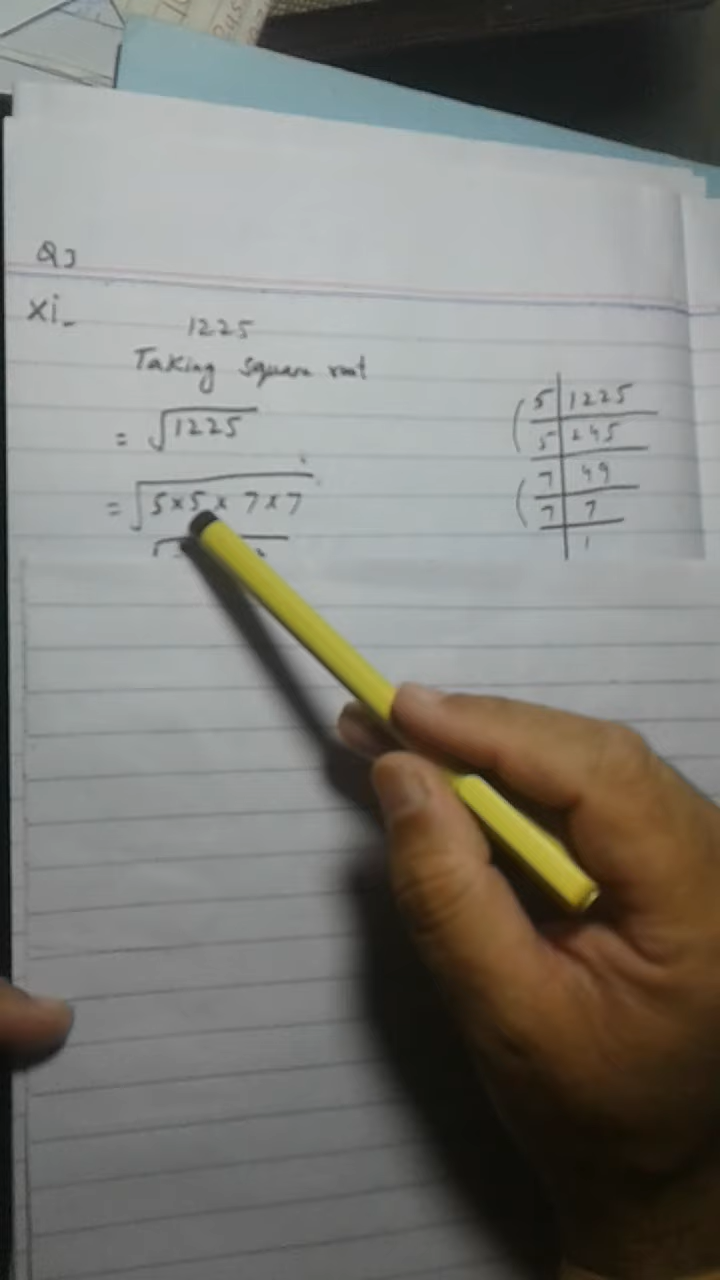 Q3
xi-
1225
Taking square root
= √1225
= √5×5×7×7
5 | 1225
5 | 245
7 | 49
7 | 7
1